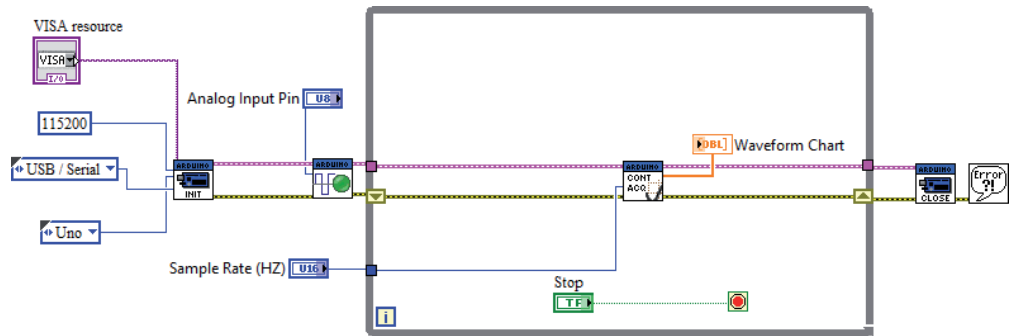 VISA resource
VISA
I/O
Analog Input Pin
U8
115200
USB / Serial
ARDUINO
INIT
ARDUINO
Uno
Sample Rate (HZ)
U16
DBL
Waveform Chart
ARDUINO
CONT
ACQ
Stop
TF
i
ARDUINO
CLOSE
Error
?!